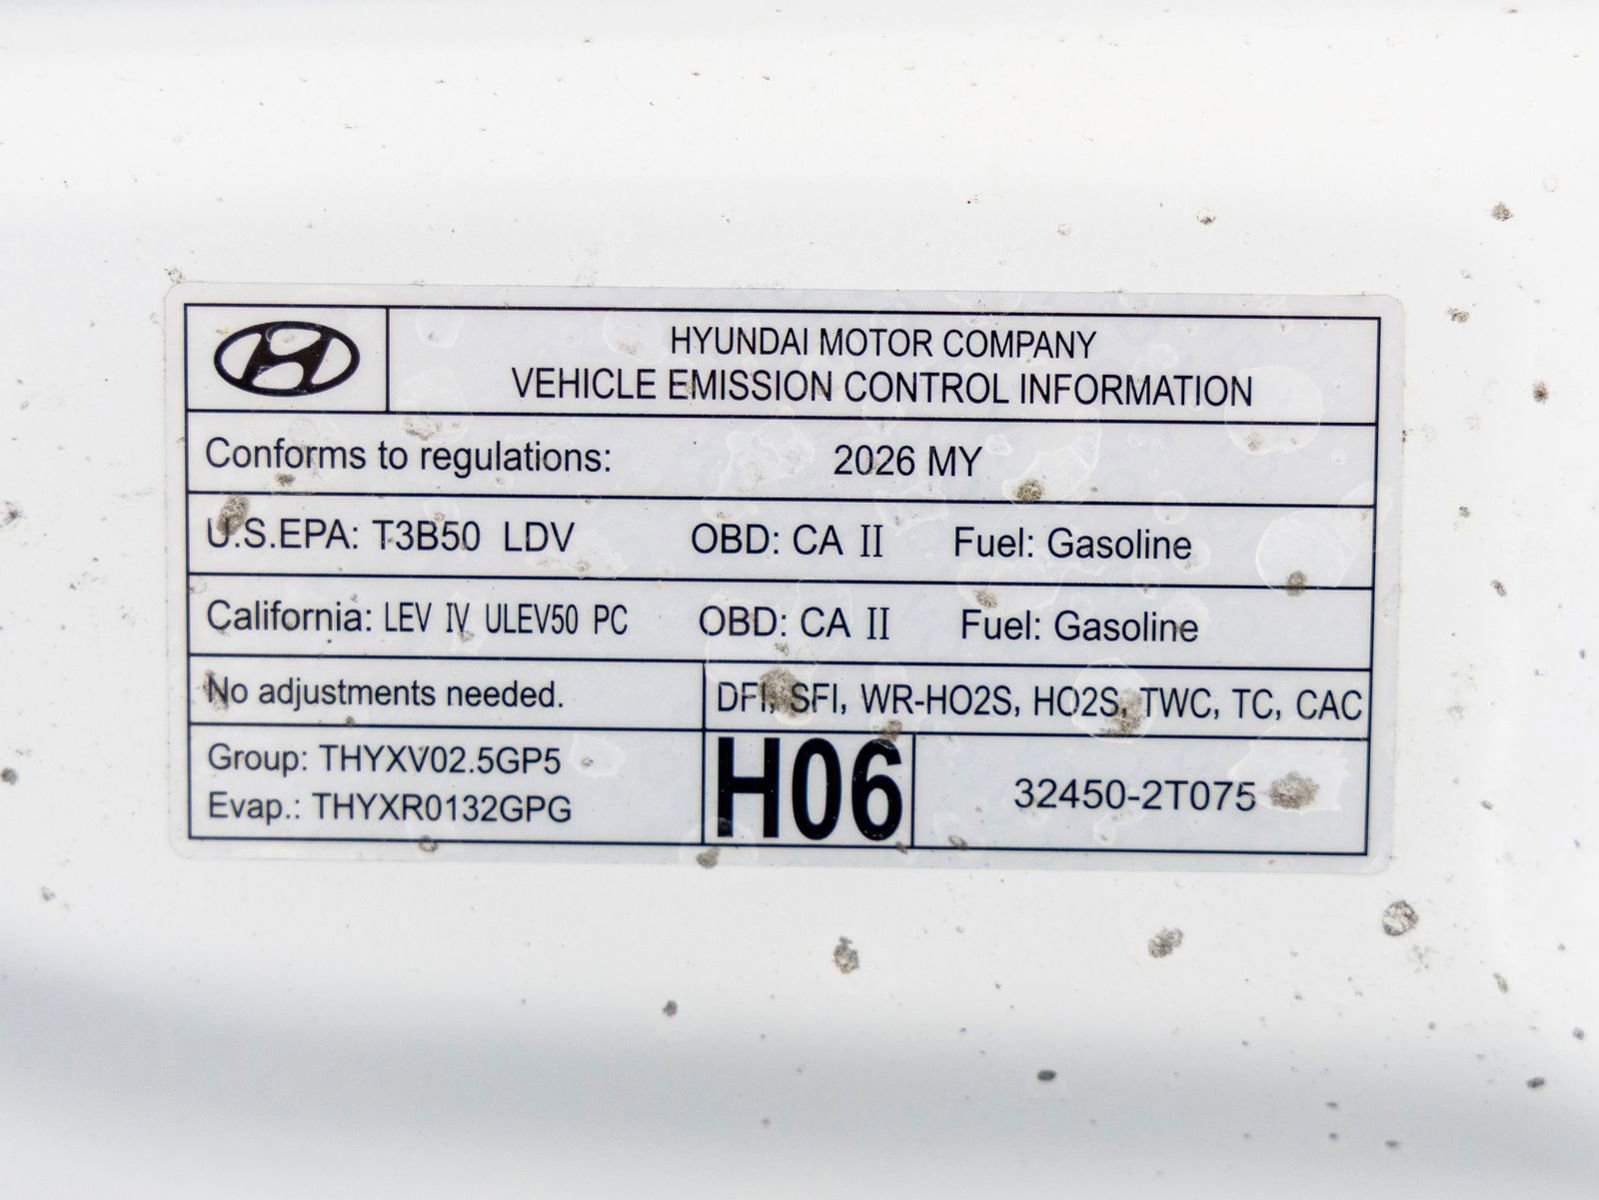 HYUNDAI MOTOR COMPANY
VEHICLE EMISSION CONTROL INFORMATION
Conforms to regulations: 2026 MY
U.S.EPA: T3B50 LDV OBD: CA II Fuel: Gasoline
California: LEV IV ULEV50 PC OBD: CA II Fuel: Gasoline
No adjustments needed. DFI, SFI, WR-HO2S, HO2S, TWC, TC, CAC
Group: THYXV02.5GP5
Evap.: THYXR0132GPG
H06
32450-2T075